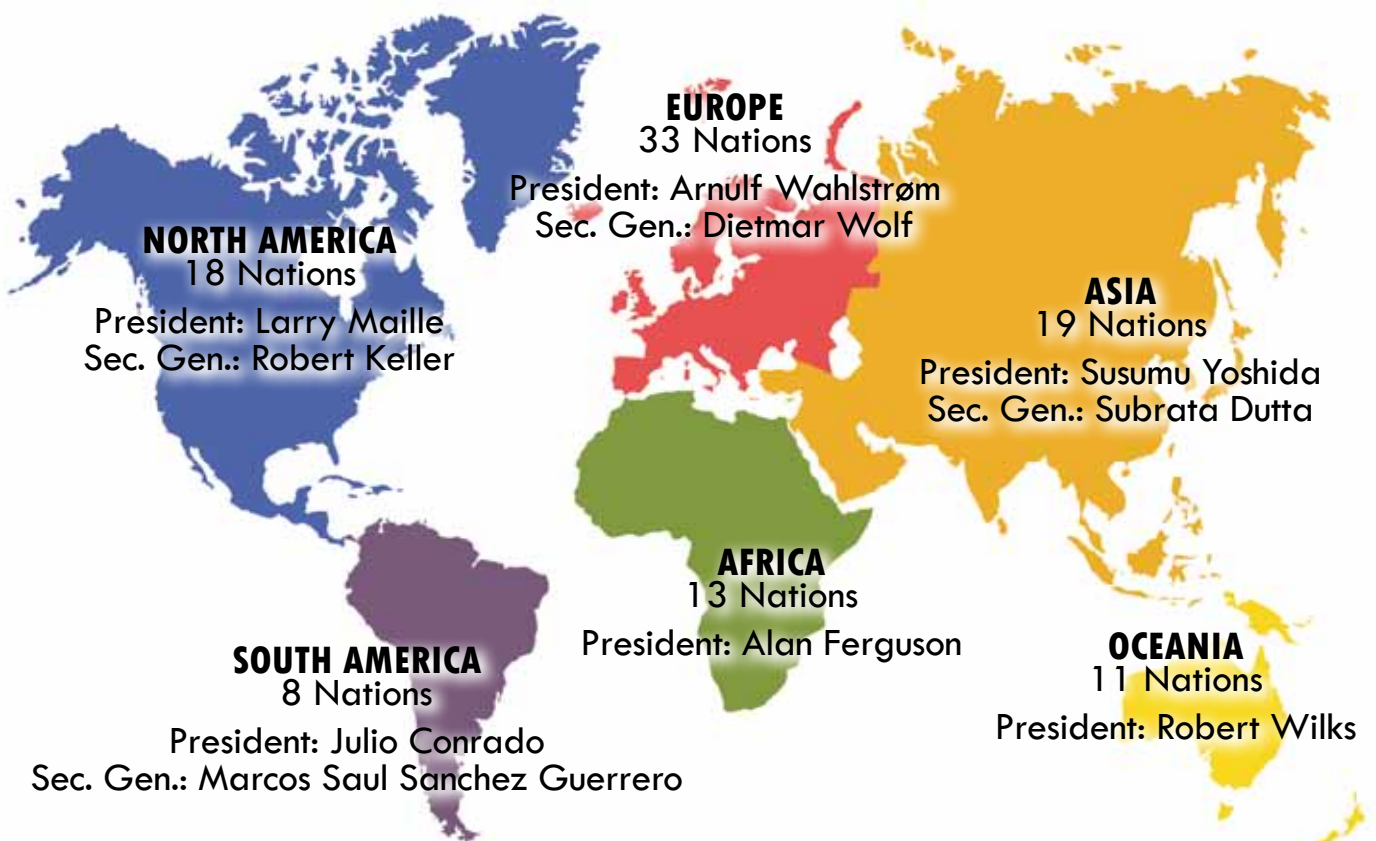 EUROPE
33 Nations
President: Arnulf Wahlstrøm
Sec. Gen.: Dietmar Wolf
NORTH AMERICA
18 Nations
President: Larry Maille
Sec. Gen.: Robert Keller
ASIA
19 Nations
President: Susumu Yoshida
Sec. Gen.: Subrata Dutta
AFRICA
13 Nations
President: Alan Ferguson
SOUTH AMERICA
8 Nations
President: Julio Conrado
Sec. Gen.: Marcos Saul Sanchez Guerrero
OCEANIA
11 Nations
President: Robert Wilks